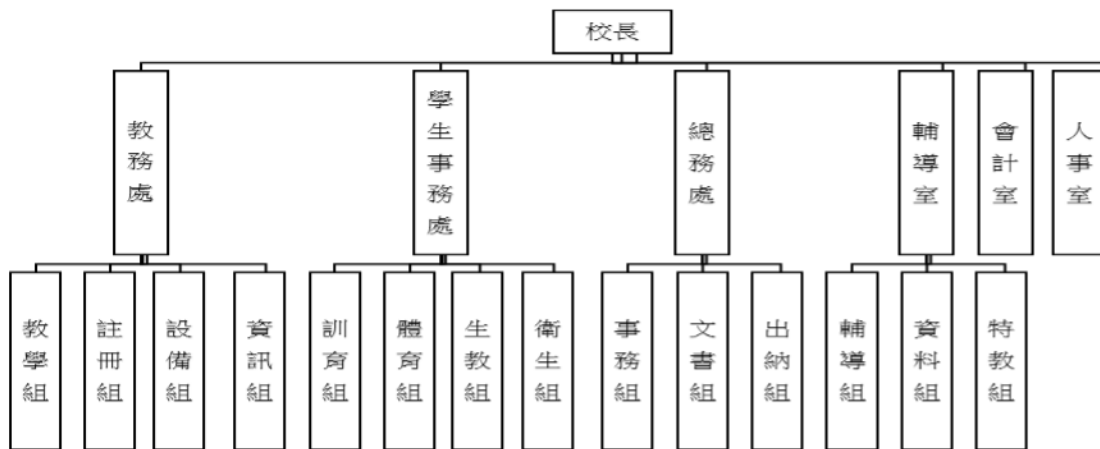 校長
教務處
學生事務處
總務處
輔導室
會計室
人事室
教學組
註冊組
設備組
資訊組
訓育組
體育組
生教組
衛生組
事務組
文書組
出納組
輔導組
資料組
特教組